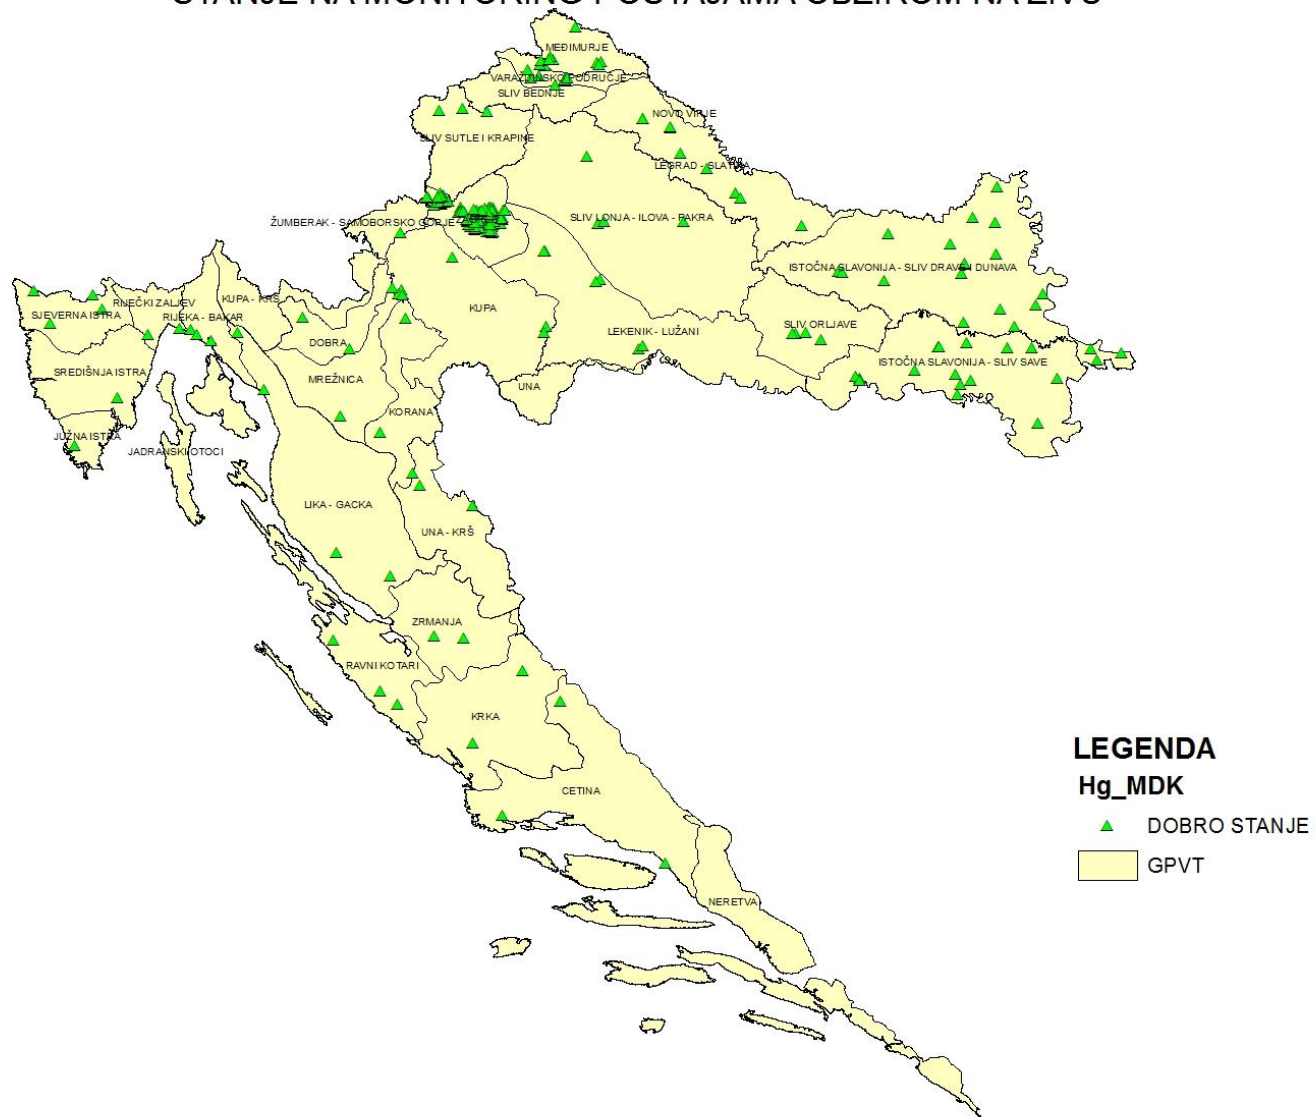 STANJE NA MONITORING POSTAJAMA OBZIROM NA ŽIVU
MEĐIMURJE
VARAŽDINSKO PODRUČJE
SLIV BEDNJE
NOVO VIRJE
SLIV SUTLE I KRAPINE
LEGRAD - SLATINA
ŽUMBERAK - SAMOBORSKO GORJE
SLIV LONJA - ILOVA - PAKRA
ISTOČNA SLAVONIJA - SLIV DRAVE I DUNAVA
RIJEČKI ZALJEV
KUPA - KRŠ
SJEVERNA ISTRA
RIJEKA - BAKAR
KUPA
SLIV ORLJAVE
LEKENIK - LUŽANI
DOBRA
ISTOČNA SLAVONIJA - SLIV SAVE
SREDIŠNJA ISTRA
MREŽNICA
UNA
KORANA
JUŽNA ISTRA
JADRANSKI OTOCI
LIKA - GACKA
UNA - KRŠ
ZRMANJA
RAVNI KOTARI
KRKA
CETINA
NERETVA
LEGENDA
Hg_MDK
DOBRO STANJE
GPVT